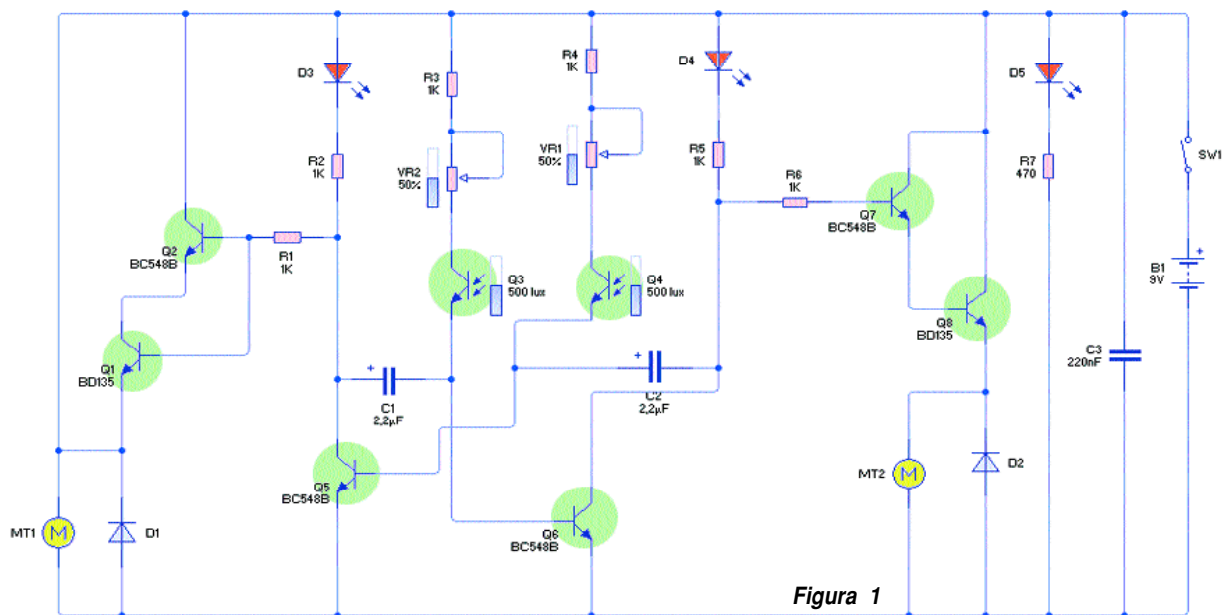 D3
R2
1K
Q2
BC548B
R1
1K
Q1
BD135
MT1
M
D1
R3
1K
VR2
50%
Q3
500 lux
+
C1
2,2µF
Q5
BC548B
R4
1K
VR1
50%
Q4
500 lux
+
C2
2,2µF
Q6
BC548B
D4
R5
1K
R6
1K
Q7
BC548B
Q8
BD135
MT2
M
D2
D5
R7
470
C3
220nF
SW1
+
B1
9V
Figura 1